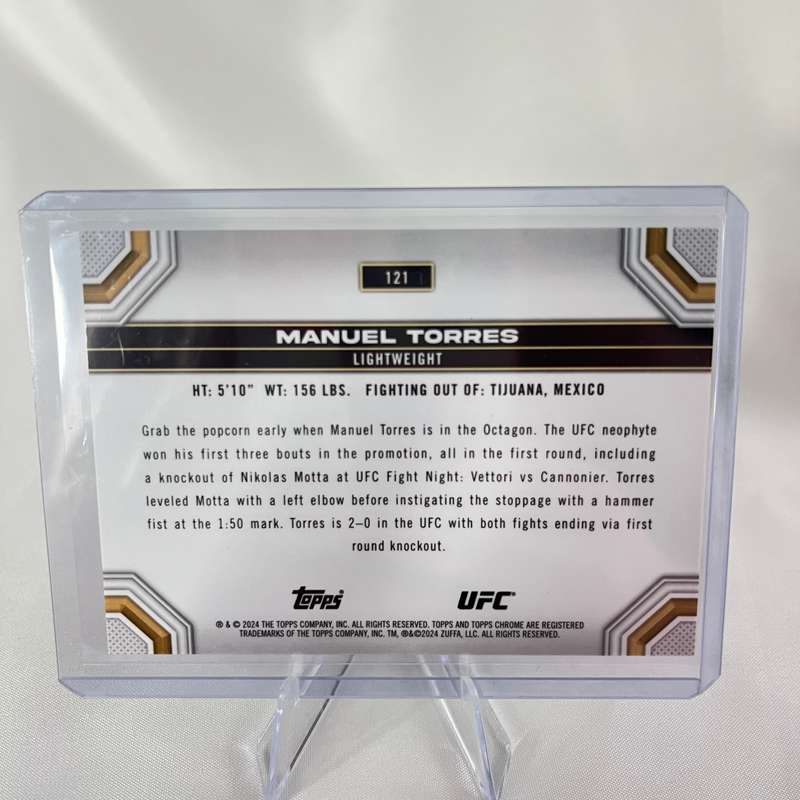 121
MANUEL TORRES
LIGHTWEIGHT
HT: 5'10" WT: 156 LBS. FIGHTING OUT OF: TIJUANA, MEXICO
Grab the popcorn early when Manuel Torres is in the Octagon. The UFC neophyte
won his first three bouts in the promotion, all in the first round, including
a knockout of Nikolas Motta at UFC Fight Night: Vettori vs Cannonier. Torres
leveled Motta with a left elbow before instigating the stoppage with a hammer
fist at the 1:50 mark. Torres is 2–0 in the UFC with both fights ending via first
round knockout.
topps UFC®
® & © 2024 THE TOPPS COMPANY, INC. ALL RIGHTS RESERVED. TOPPS AND TOPPS CHROME ARE REGISTERED
TRADEMARKS OF THE TOPPS COMPANY, INC. TM, ®&©2024 ZUFFA, LLC. ALL RIGHTS RESERVED.